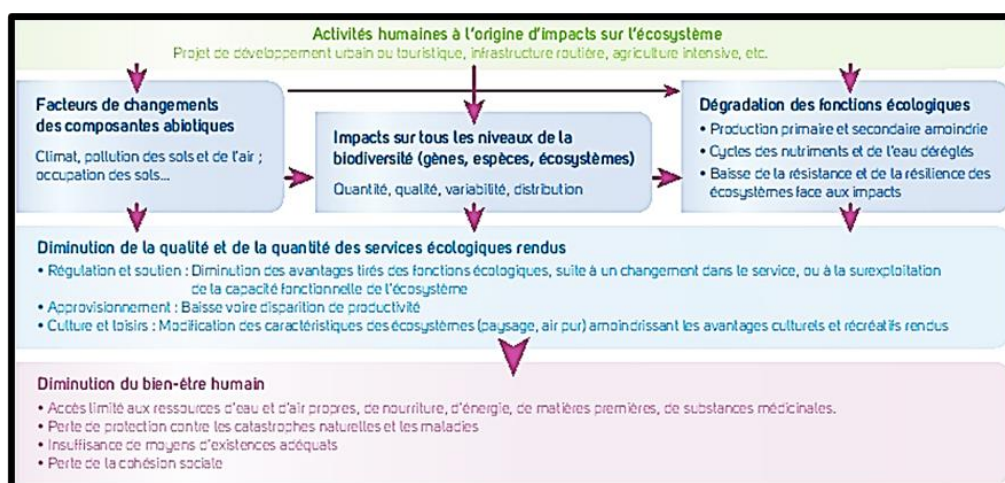 Activités humaines à l'origine d'impacts sur l'écosystème
Projet de développement urbain ou touristique, infrastructure routière, agriculture intensive, etc.
Facteurs de changements
des composantes abiotiques
Climat, pollution des sols et de l'air ;
occupation des sols...
Impacts sur tous les niveaux de la
biodiversité (gènes, espèces, écosystèmes)
Quantité, qualité, variabilité, distribution
Dégradation des fonctions écologiques
• Production primaire et secondaire amoindrie
• Cycles des nutriments et de l'eau déréglés
• Baisse de la résistance et de la résilience des
écosystèmes face aux impacts
Diminution de la qualité et de la quantité des services écologiques rendus
• Régulation et soutien : Diminution des avantages tirés des fonctions écologiques, suite à un changement dans le service, ou à la surexploitation
de la capacité fonctionnelle de l'écosystème
• Approvisionnement : Baisse voire disparition de productivité
• Culture et loisirs : Modification des caractéristiques des écosystèmes (paysage, air pur) amoindrissant les avantages culturels et récréatifs rendus
Diminution du bien-être humain
• Accès limité aux ressources d'eau et d'air propres, de nourriture, d'énergie, de matières premières, de substances médicinales.
• Perte de protection contre les catastrophes naturelles et les maladies
• Insuffisance de moyens d'existences adéquats
• Perte de la cohésion sociale